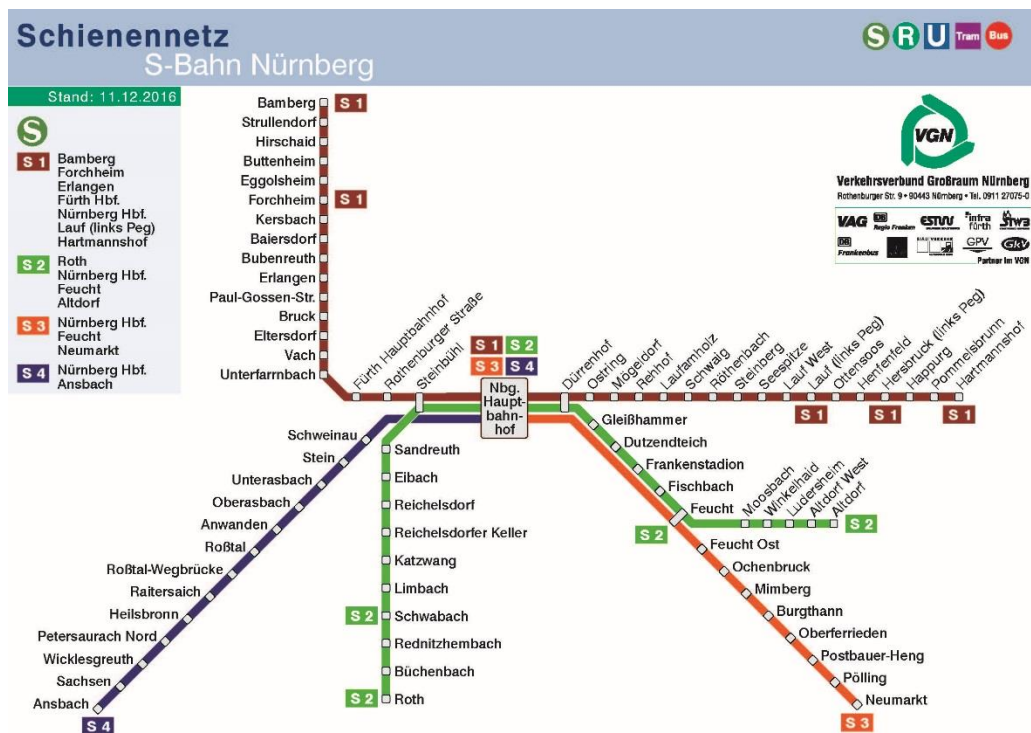 Schienennetz
S-Bahn Nürnberg
S R U Tram Bus
Stand: 11.12.2016
S
S 1 Bamberg
Forchheim
Erlangen
Fürth Hbf.
Nürnberg Hbf.
Lauf (links Peg)
Hartmannshof
S 2 Roth
Nürnberg Hbf.
Feucht
Altdorf
S 3 Nürnberg Hbf.
Feucht
Neumarkt
S 4 Nürnberg Hbf.
Ansbach
VGN
Verkehrsverbund Großraum Nürnberg
Rothenburger Str. 9 • 90443 Nürnberg • Tel. 0911 27075-0
VAG DB Regio Franken ESTW infra fürth StWB
DB Frankenbus GPV GkV
Partner im VGN
Bamberg S 1
Strullendorf
Hirschaid
Buttenheim
Eggolsheim
Forchheim S 1
Kersbach
Baiersdorf
Bubenreuth
Erlangen
Paul-Gossen-Str.
Bruck
Eltersdorf
Vach
Unterfarrnbach
Fürth Hauptbahnhof
Rothenburger Straße
Steinbühl
S 1 S 2
S 3 S 4
Nbg.
Haupt-
bahn-
hof
Dürrenhof
Ostring
Mögeldorf
Rehhof
Laufamholz
Schwaig
Röthenbach
Steinberg
Seespitze
Lauf West
Lauf (links Peg)
Ottensoos
Henfenfeld
Hersbruck (links Peg)
Happurg
Pommelsbrunn
Hartmannshof
S 1
S 1
S 1
Schweinau
Stein
Unterasbach
Oberasbach
Anwanden
Roßtal
Roßtal-Wegbrücke
Raitersaich
Heilsbronn
Petersaurach Nord
Wicklesgreuth
Sachsen
Ansbach
S 4
Sandreuth
Eibach
Reichelsdorf
Reichelsdorfer Keller
Katzwang
Limbach
S 2 Schwabach
Rednitzhembach
Büchenbach
S 2 Roth
Gleißhammer
Dutzendteich
Frankenstadion
Fischbach
Feucht
S 2
Moosbach
Winkelhaid
Ludersheim
Altdorf West
Altdorf
S 2
Feucht Ost
Ochenbruck
Mimberg
Burgthann
Oberferrieden
Postbauer-Heng
Pölling
Neumarkt
S 3